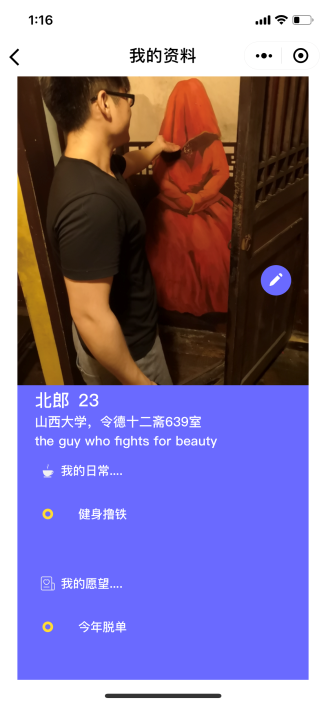 1:16
我的资料
北郎 23
山西大学，令德十二斋639室
the guy who fights for beauty
我的日常....
健身撸铁
我的愿望....
今年脱单